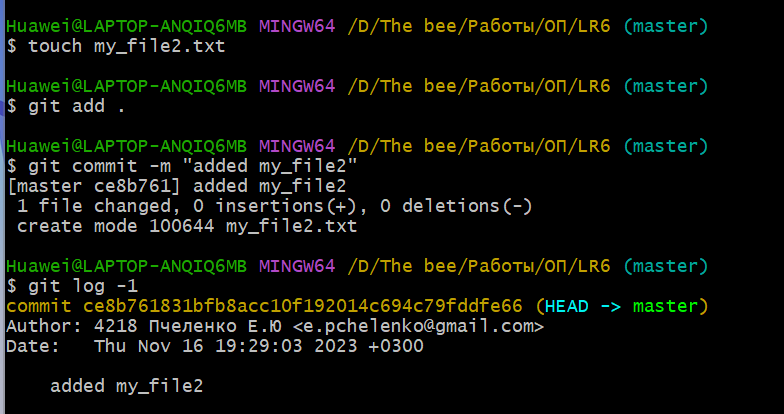 Huawei@LAPTOP-ANQIQ6MB MINGW64 /D/The bee/Работы/ОП/LR6 (master)
$ touch my_file2.txt
Huawei@LAPTOP-ANQIQ6MB MINGW64 /D/The bee/Работы/ОП/LR6 (master)
$ git add .
Huawei@LAPTOP-ANQIQ6MB MINGW64 /D/The bee/Работы/ОП/LR6 (master)
$ git commit -m "added my_file2"
[master ce8b761] added my_file2
 1 file changed, 0 insertions(+), 0 deletions(-)
 create mode 100644 my_file2.txt
Huawei@LAPTOP-ANQIQ6MB MINGW64 /D/The bee/Работы/ОП/LR6 (master)
$ git log -1
commit ce8b761831bfb8acc10f192014c694c79fddfe66 (HEAD -> master)
Author: 4218 Пчеленко Е.Ю <e.pchelenko@gmail.com>
Date:   Thu Nov 16 19:29:03 2023 +0300
    added my_file2